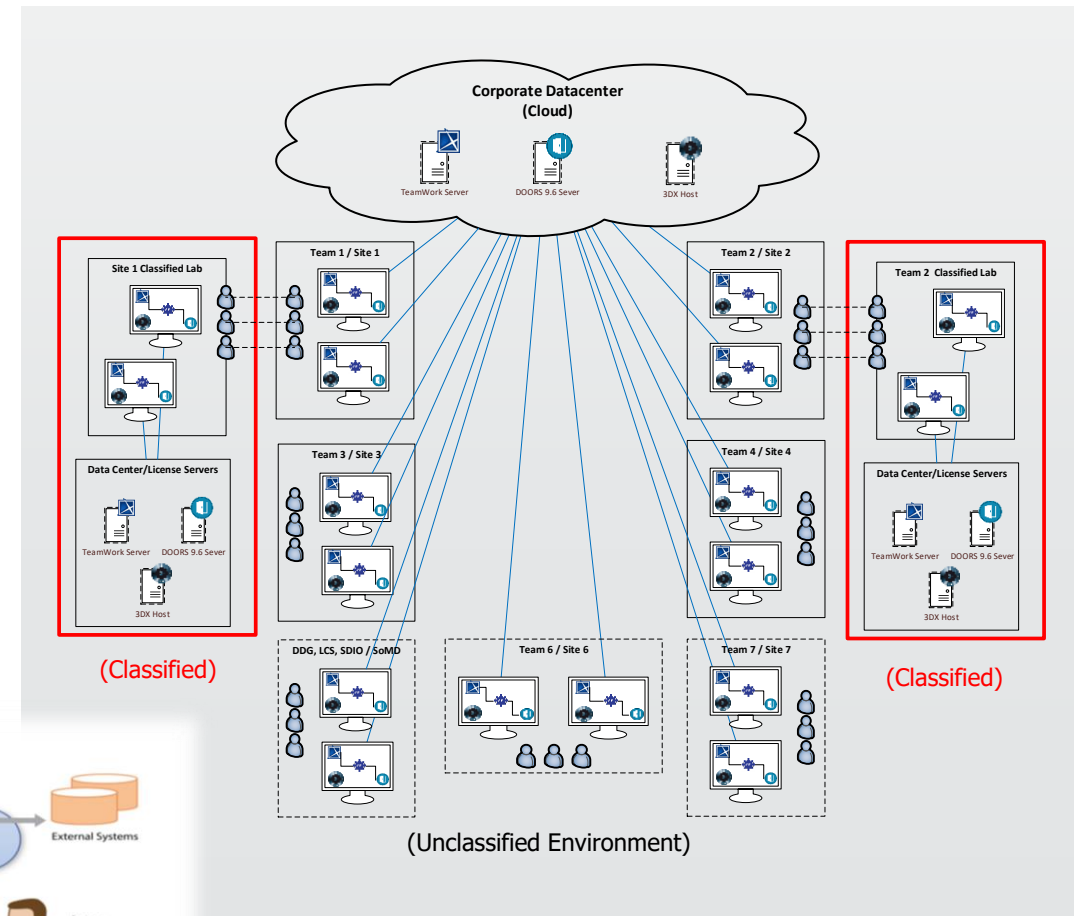 Corporate Datacenter
(Cloud)
TeamWork Server
DOORS 9.6 Sever
3DX Host
Site 1 Classified Lab
Team 1 / Site 1
Team 2 / Site 2
Team 2 Classified Lab
Data Center/License Servers
TeamWork Server
DOORS 9.6 Sever
3DX Host
Team 3 / Site 3
Team 4 / Site 4
Data Center/License Servers
TeamWork Server
DOORS 9.6 Sever
3DX Host
(Classified)
DDG, LCS, SDIO / SoMD
Team 6 / Site 6
Team 7 / Site 7
(Classified)
External Systems
(Unclassified Environment)